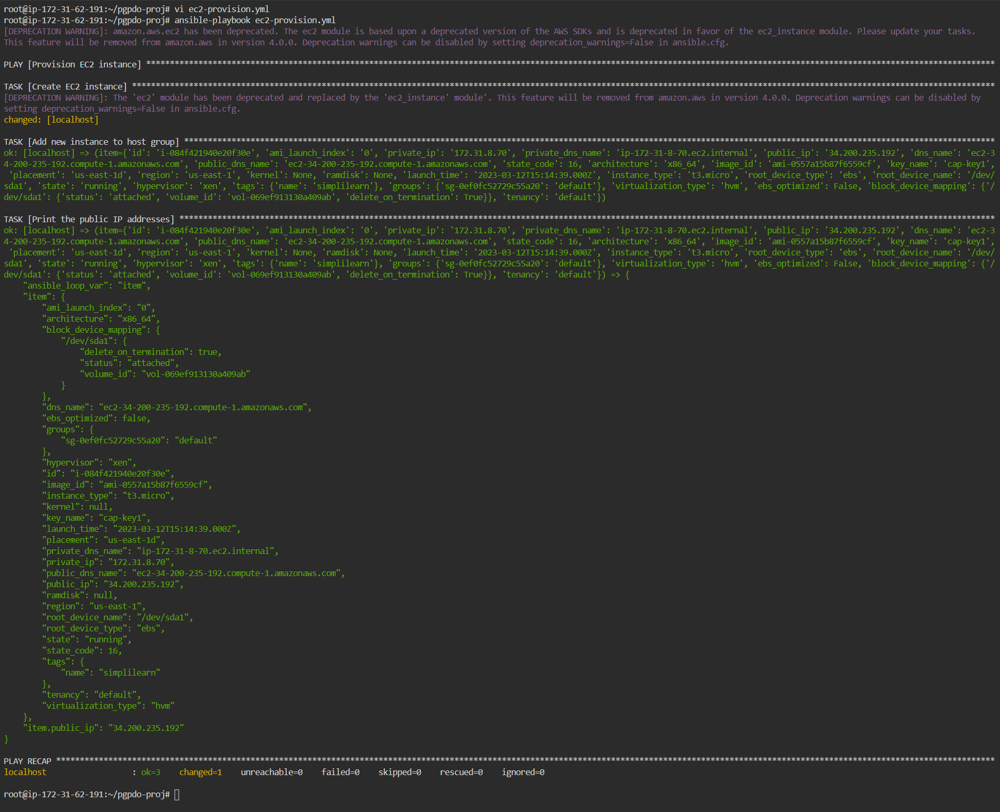 root@ip-172-31-62-191:~/pgpdo-proj# vi ec2-provision.yml
root@ip-172-31-62-191:~/pgpdo-proj# ansible-playbook ec2-provision.yml
[DEPRECATION WARNING]: amazon.aws.ec2 has been deprecated. The ec2 module is based upon a deprecated version of the AWS SDKs and is deprecated in favor of the ec2_instance module. Please update your tasks.
This feature will be removed from amazon.aws in version 4.0.0. Deprecation warnings can be disabled by setting deprecation_warnings=False in ansible.cfg.
PLAY [Provision EC2 instance] ***********************************************************************************************************************************************************************************
TASK [Create EC2 instance] **************************************************************************************************************************************************************************************
[DEPRECATION WARNING]: The 'ec2' module has been deprecated and replaced by the 'ec2_instance' module'. This feature will be removed from amazon.aws in version 4.0.0. Deprecation warnings can be disabled by
setting deprecation_warnings=False in ansible.cfg.
changed: [localhost]
TASK [Add new instance to host group] ***************************************************************************************************************************************************************************
ok: [localhost] => (item={'id': 'i-084f421940e20f30e', 'ami_launch_index': '0', 'private_ip': '172.31.8.70', 'private_dns_name': 'ip-172-31-8-70.ec2.internal', 'public_ip': '34.200.235.192', 'dns_name': 'ec2-3
4-200-235-192.compute-1.amazonaws.com', 'public_dns_name': 'ec2-34-200-235-192.compute-1.amazonaws.com', 'state_code': 16, 'architecture': 'x86_64', 'image_id': 'ami-0557a15b87f6559cf', 'key_name': 'cap-key1',
 'placement': 'us-east-1d', 'region': 'us-east-1', 'kernel': None, 'ramdisk': None, 'launch_time': '2023-03-12T15:14:39.000Z', 'instance_type': 't3.micro', 'root_device_type': 'ebs', 'root_device_name': '/dev/
sda1', 'state': 'running', 'hypervisor': 'xen', 'tags': {'name': 'simplilearn'}, 'groups': {'sg-0ef0fc52729c55a20': 'default'}, 'virtualization_type': 'hvm', 'ebs_optimized': False, 'block_device_mapping': {'/
dev/sda1': {'status': 'attached', 'volume_id': 'vol-069ef913130a409ab', 'delete_on_termination': True}}, 'tenancy': 'default'})
TASK [Print the public IP addresses] ****************************************************************************************************************************************************************************
ok: [localhost] => (item={'id': 'i-084f421940e20f30e', 'ami_launch_index': '0', 'private_ip': '172.31.8.70', 'private_dns_name': 'ip-172-31-8-70.ec2.internal', 'public_ip': '34.200.235.192', 'dns_name': 'ec2-3
4-200-235-192.compute-1.amazonaws.com', 'public_dns_name': 'ec2-34-200-235-192.compute-1.amazonaws.com', 'state_code': 16, 'architecture': 'x86_64', 'image_id': 'ami-0557a15b87f6559cf', 'key_name': 'cap-key1',
 'placement': 'us-east-1d', 'region': 'us-east-1', 'kernel': None, 'ramdisk': None, 'launch_time': '2023-03-12T15:14:39.000Z', 'instance_type': 't3.micro', 'root_device_type': 'ebs', 'root_device_name': '/dev/
sda1', 'state': 'running', 'hypervisor': 'xen', 'tags': {'name': 'simplilearn'}, 'groups': {'sg-0ef0fc52729c55a20': 'default'}, 'virtualization_type': 'hvm', 'ebs_optimized': False, 'block_device_mapping': {'/
dev/sda1': {'status': 'attached', 'volume_id': 'vol-069ef913130a409ab', 'delete_on_termination': True}}, 'tenancy': 'default'}) => {
    "ansible_loop_var": "item",
    "item": {
        "ami_launch_index": "0",
        "architecture": "x86_64",
        "block_device_mapping": {
            "/dev/sda1": {
                "delete_on_termination": true,
                "status": "attached",
                "volume_id": "vol-069ef913130a409ab"
            }
        },
        "dns_name": "ec2-34-200-235-192.compute-1.amazonaws.com",
        "ebs_optimized": false,
        "groups": {
            "sg-0ef0fc52729c55a20": "default"
        },
        "hypervisor": "xen",
        "id": "i-084f421940e20f30e",
        "image_id": "ami-0557a15b87f6559cf",
        "instance_type": "t3.micro",
        "kernel": null,
        "key_name": "cap-key1",
        "launch_time": "2023-03-12T15:14:39.000Z",
        "placement": "us-east-1d",
        "private_dns_name": "ip-172-31-8-70.ec2.internal",
        "private_ip": "172.31.8.70",
        "public_dns_name": "ec2-34-200-235-192.compute-1.amazonaws.com",
        "public_ip": "34.200.235.192",
        "ramdisk": null,
        "region": "us-east-1",
        "root_device_name": "/dev/sda1",
        "root_device_type": "ebs",
        "state": "running",
        "state_code": 16,
        "tags": {
            "name": "simplilearn"
        },
        "tenancy": "default",
        "virtualization_type": "hvm"
    },
    "item.public_ip": "34.200.235.192"
}
PLAY RECAP ******************************************************************************************************************************************************************************************************
localhost                  : ok=3    changed=1    unreachable=0    failed=0    skipped=0    rescued=0    ignored=0
root@ip-172-31-62-191:~/pgpdo-proj#